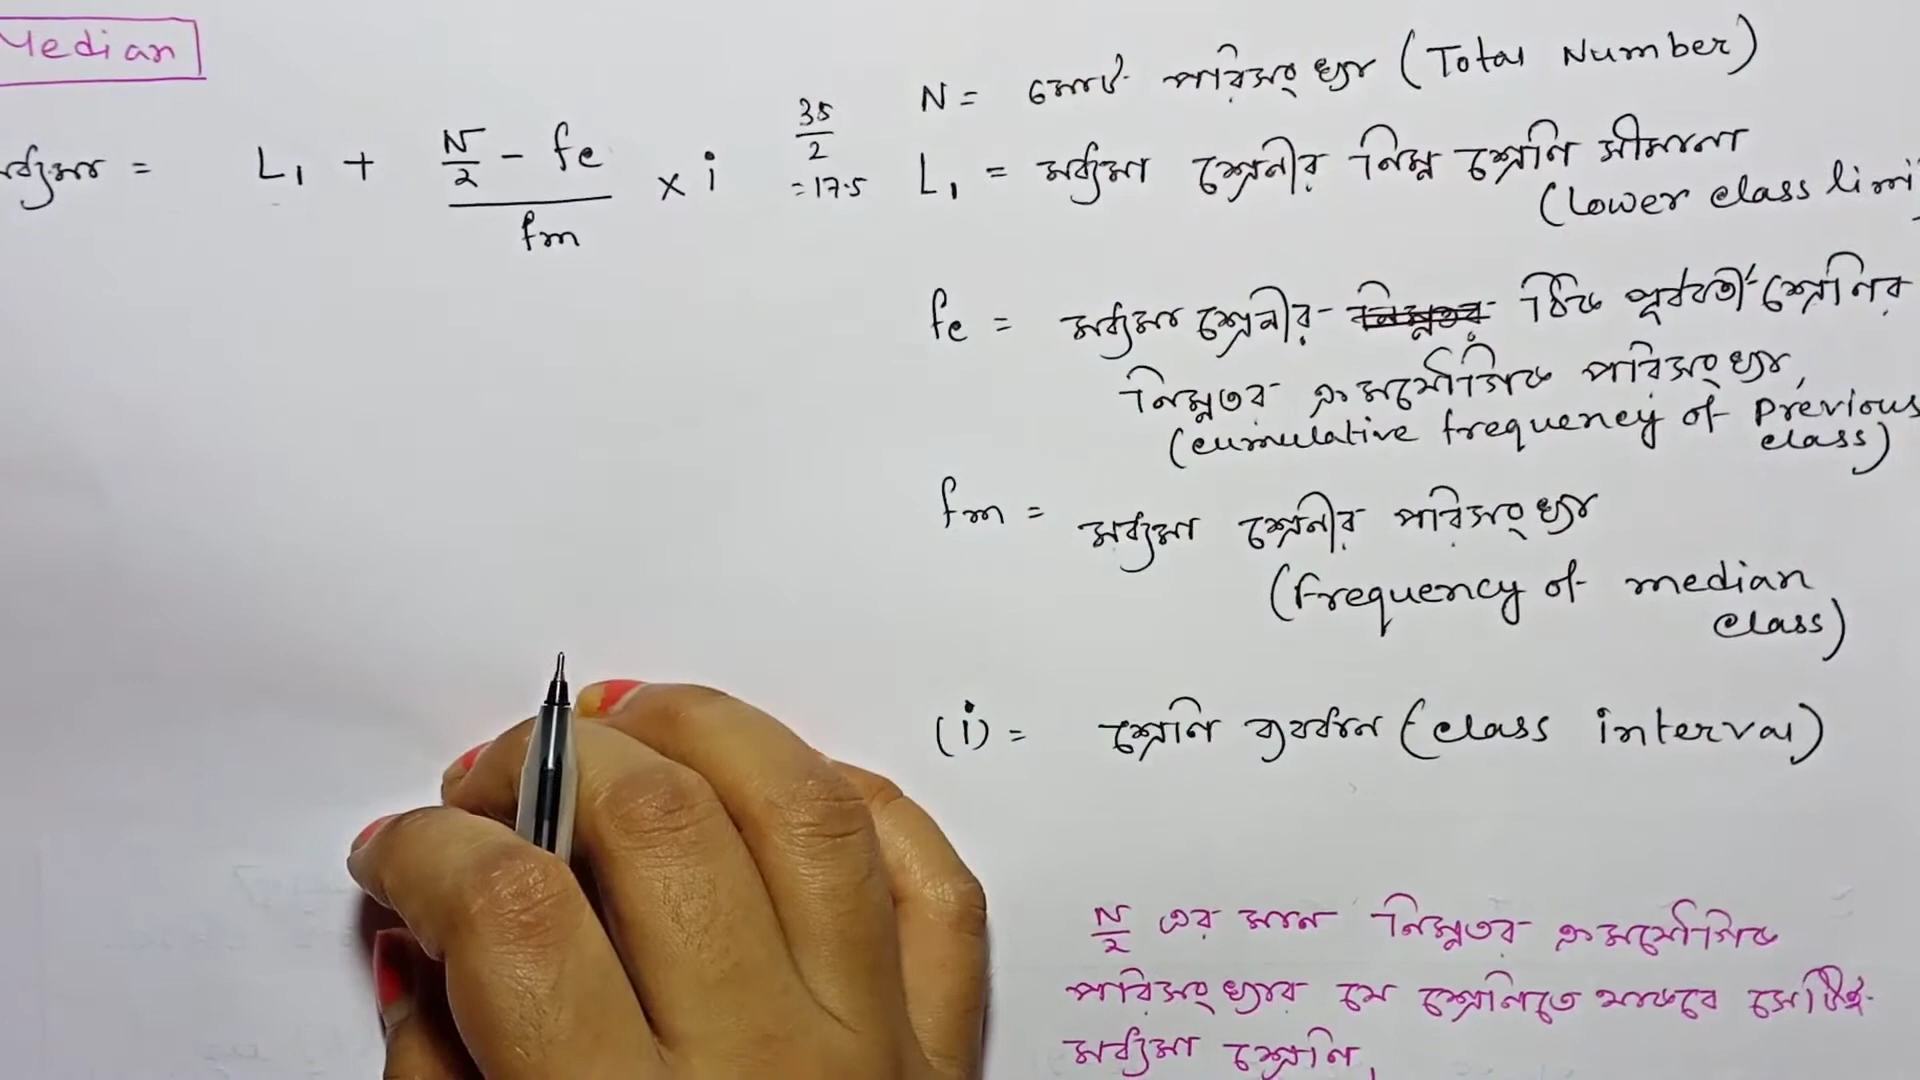 Median
মধ্যমা = L₁ + (N/2 - fc)/fm × i
35/2
= 17.5
N = মোট পরিসংখ্যা (Total Number)
L₁ = মধ্যমা শ্রেনীর নিম্ন শ্রেণি সীমানা
(Lower class limi
fc = মধ্যমা শ্রেনীর ঠিক পূর্ববর্তী শ্রেণির
নিম্নতর ক্রমযৌগিক পরিসংখ্যা,
(cumulative frequency of previous
class)
fm = মধ্যমা শ্রেনীর পরিসংখ্যা
(frequency of median
class)
(i) = শ্রেণি ব্যবধান (class interval)
N/2 এর মান নিম্নতর ক্রমযৌগিক
পরিসংখ্যার যে শ্রেণিতে থাকবে সেটিই
মধ্যমা শ্রেণি,